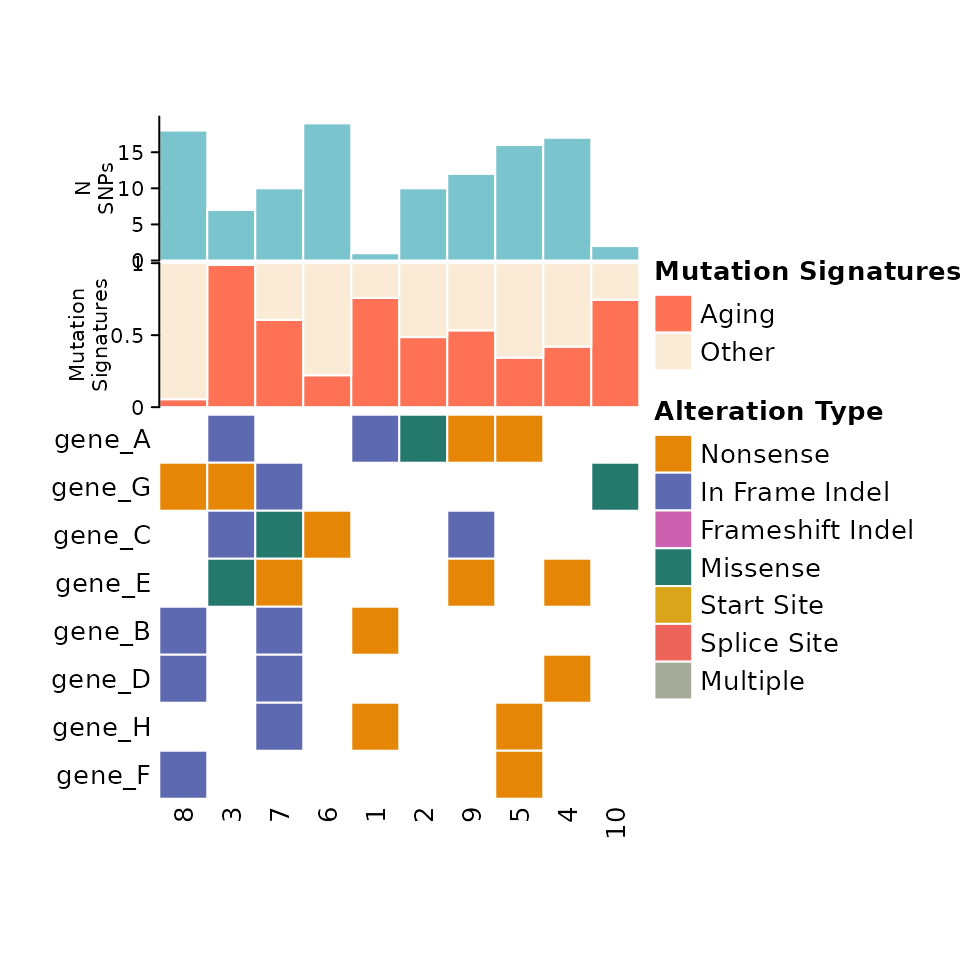 15
10
5
0
N
SNPs
1
0.5
0
Mutation
Signatures
Mutation Signatures
Aging
Other
Alteration Type
Nonsense
In Frame Indel
Frameshift Indel
Missense
Start Site
Splice Site
Multiple
gene_A
gene_G
gene_C
gene_E
gene_B
gene_D
gene_H
gene_F
8 3 7 6 1 2 9 5 4 10